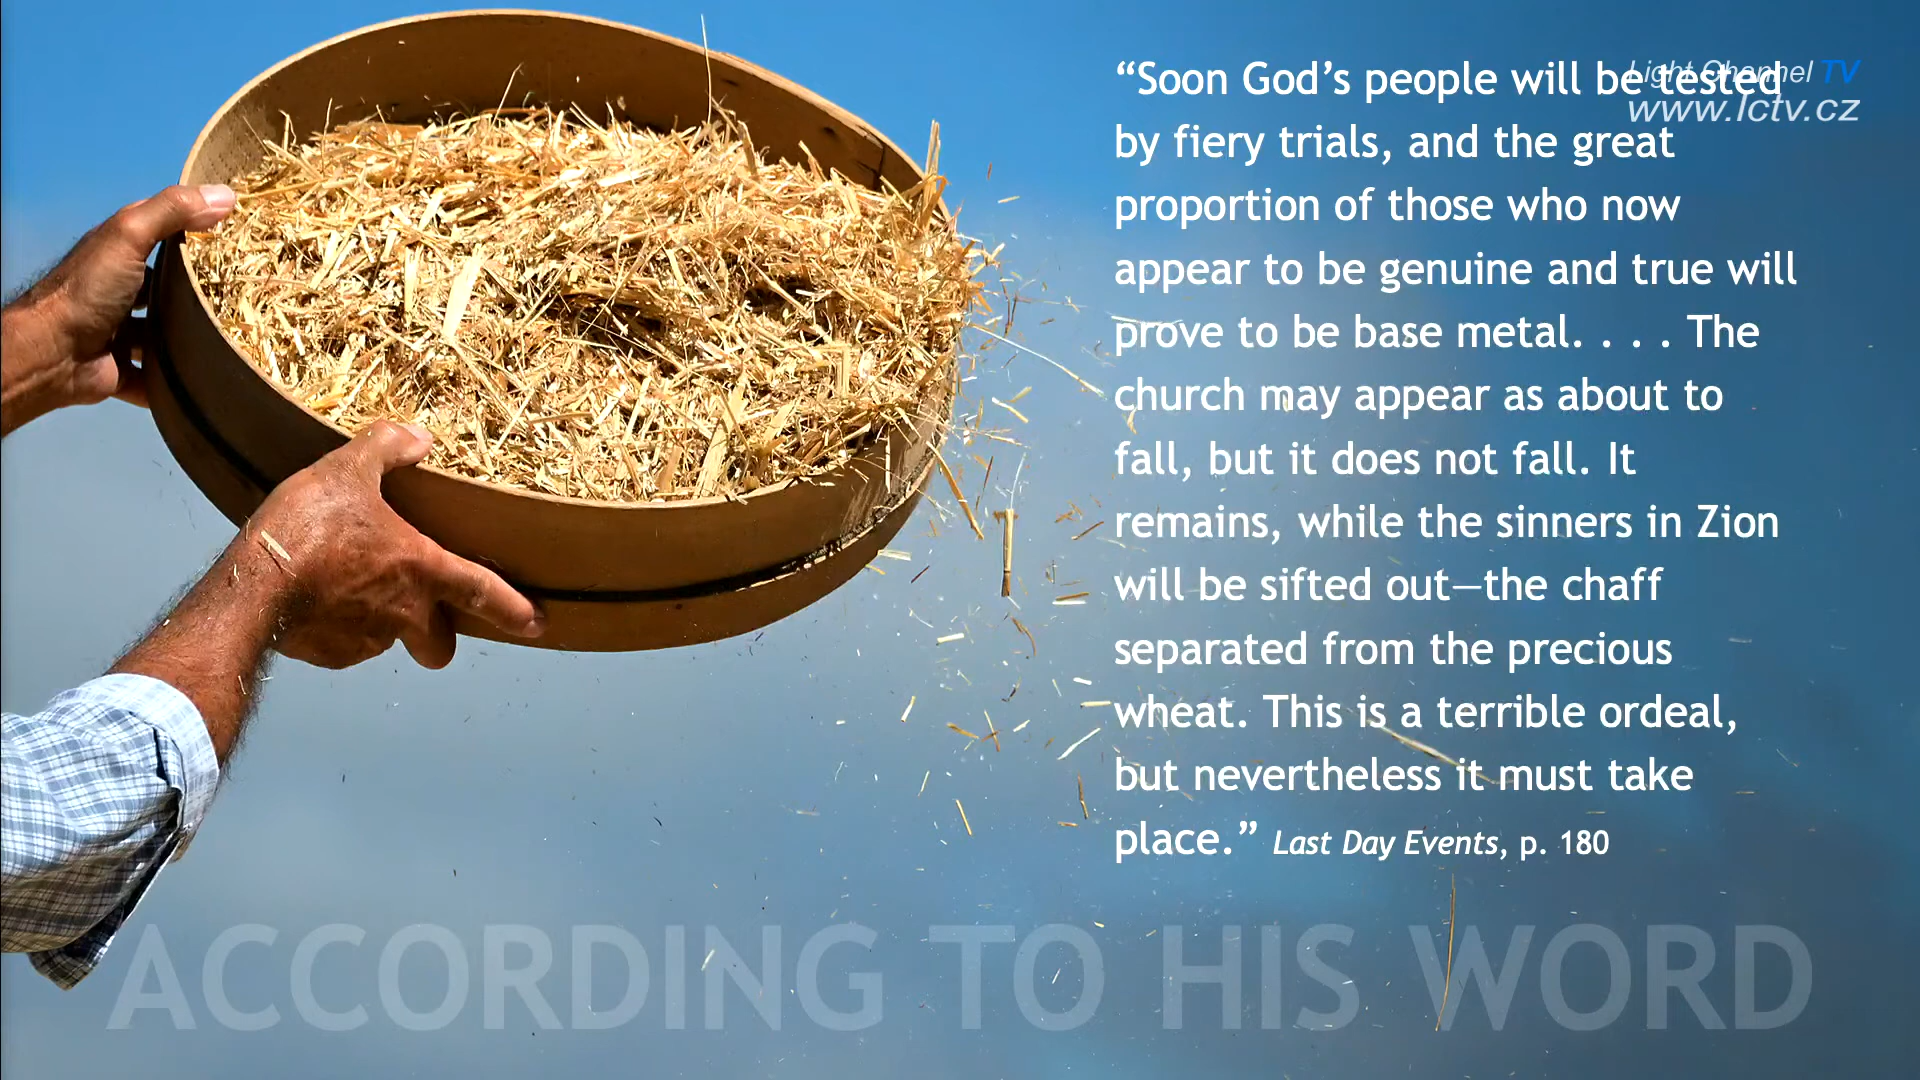 “Soon God’s people will be tested
by fiery trials, and the great
proportion of those who now
appear to be genuine and true will
prove to be base metal. . . . The
church may appear as about to
fall, but it does not fall. It
remains, while the sinners in Zion
will be sifted out—the chaff
separated from the precious
wheat. This is a terrible ordeal,
but nevertheless it must take
place.” Last Day Events, p. 180
Light Channel TV
www.lctv.cz
ACCORDING TO HIS WORD